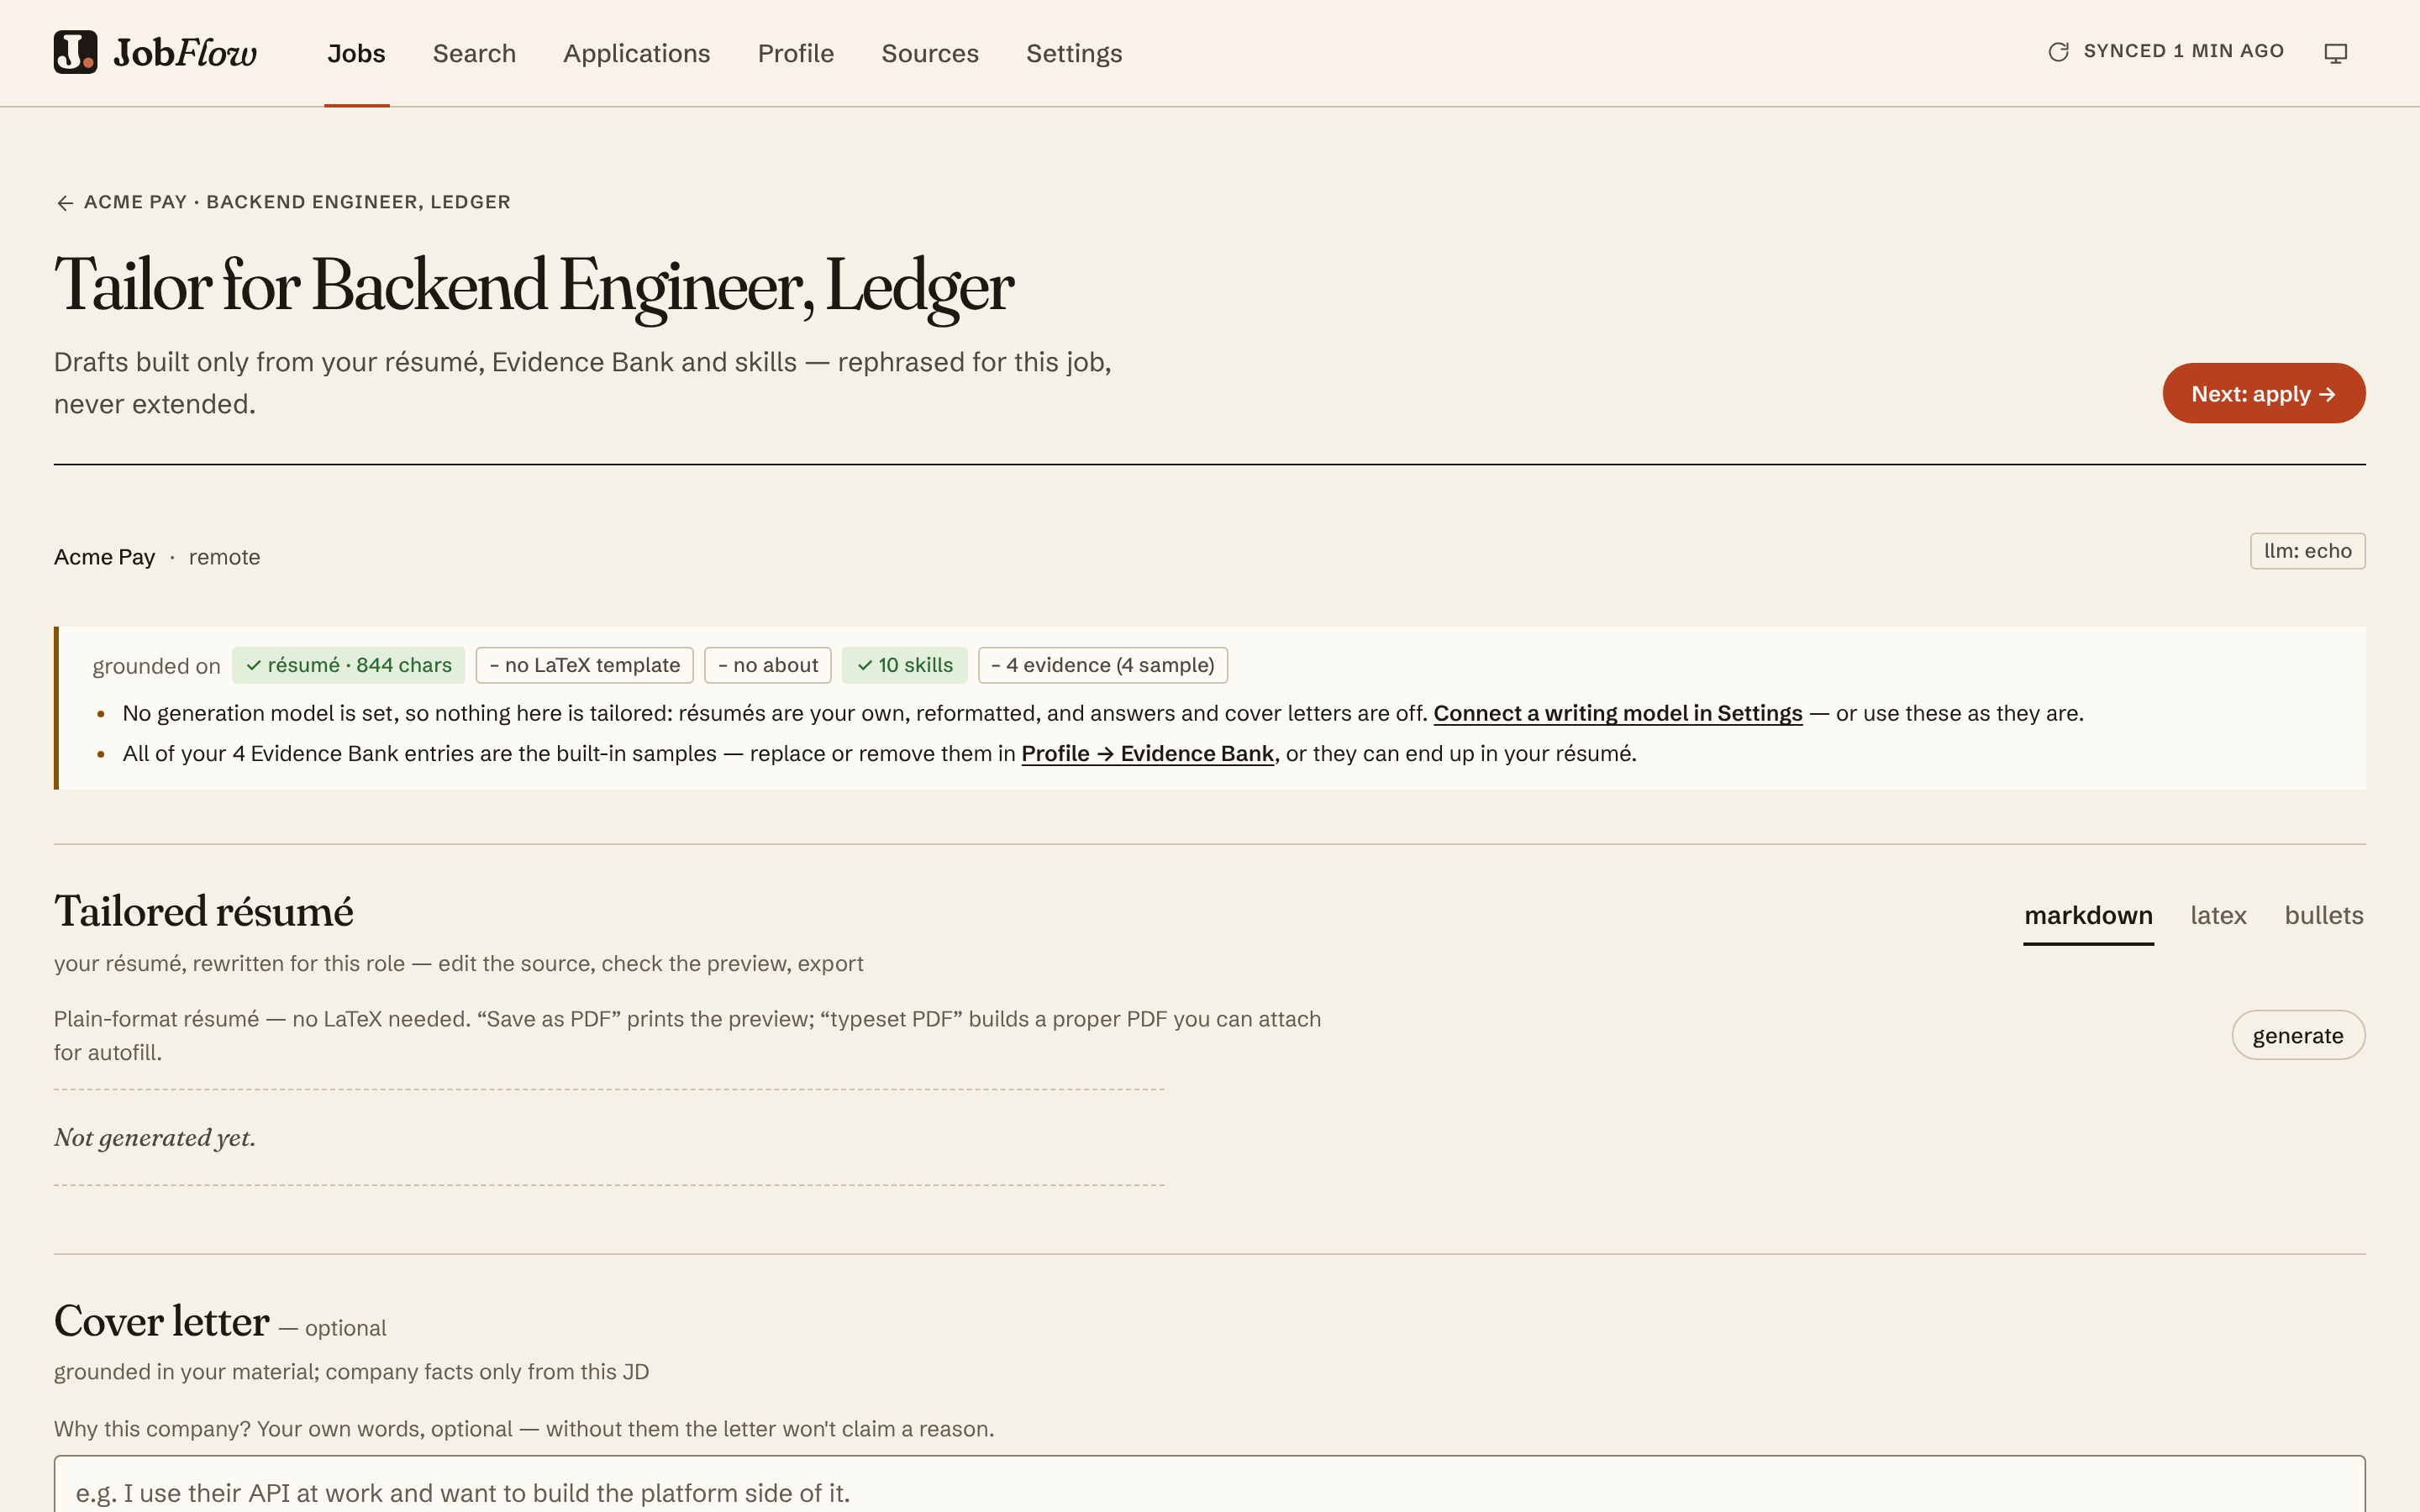 J. JobFlow Jobs Search Applications Profile Sources Settings SYNCED 1 MIN AGO
← ACME PAY · BACKEND ENGINEER, LEDGER
Tailor for Backend Engineer, Ledger
Drafts built only from your résumé, Evidence Bank and skills — rephrased for this job,
never extended.
Next: apply →
Acme Pay · remote
llm: echo
grounded on ✓ résumé · 844 chars – no LaTeX template – no about ✓ 10 skills – 4 evidence (4 sample)
• No generation model is set, so nothing here is tailored: résumés are your own, reformatted, and answers and cover letters are off. Connect a writing model in Settings — or use these as they are.
• All of your 4 Evidence Bank entries are the built-in samples — replace or remove them in Profile → Evidence Bank, or they can end up in your résumé.
Tailored résumé
markdown latex bullets
your résumé, rewritten for this role — edit the source, check the preview, export
Plain-format résumé — no LaTeX needed. “Save as PDF” prints the preview; “typeset PDF” builds a proper PDF you can attach
for autofill.
generate
Not generated yet.
Cover letter — optional
grounded in your material; company facts only from this JD
Why this company? Your own words, optional — without them the letter won't claim a reason.
e.g. I use their API at work and want to build the platform side of it.